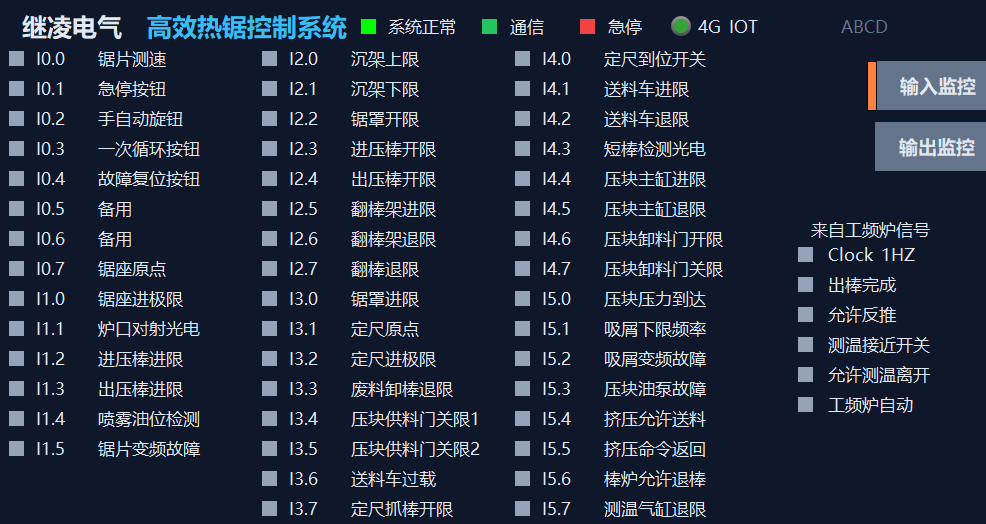 继凌电气 高效热锯控制系统 系统正常 通信 急停 4G IOT ABCD
I0.0 锯片测速
I0.1 急停按钮
I0.2 手自动旋钮
I0.3 一次循环按钮
I0.4 故障复位按钮
I0.5 备用
I0.6 备用
I0.7 锯座原点
I1.0 锯座进极限
I1.1 炉口对射光电
I1.2 进压棒进限
I1.3 出压棒进限
I1.4 喷雾油位检测
I1.5 锯片变频故障
I2.0 沉架上限
I2.1 沉架下限
I2.2 锯罩开限
I2.3 进压棒开限
I2.4 出压棒开限
I2.5 翻棒架进限
I2.6 翻棒架退限
I2.7 翻棒退限
I3.0 锯罩进限
I3.1 定尺原点
I3.2 定尺进极限
I3.3 废料卸棒退限
I3.4 压块供料门关限1
I3.5 压块供料门关限2
I3.6 送料车过载
I3.7 定尺抓棒开限
I4.0 定尺到位开关
I4.1 送料车进限
I4.2 送料车退限
I4.3 短棒检测光电
I4.4 压块主缸进限
I4.5 压块主缸退限
I4.6 压块卸料门开限
I4.7 压块卸料门关限
I5.0 压块压力到达
I5.1 吸屑下限频率
I5.2 吸屑变频故障
I5.3 压块油泵故障
I5.4 挤压允许送料
I5.5 挤压命令返回
I5.6 棒炉允许退棒
I5.7 测温气缸退限
输入监控
输出监控
来自工频炉信号
Clock 1HZ
出棒完成
允许反推
测温接近开关
允许测温离开
工频炉自动